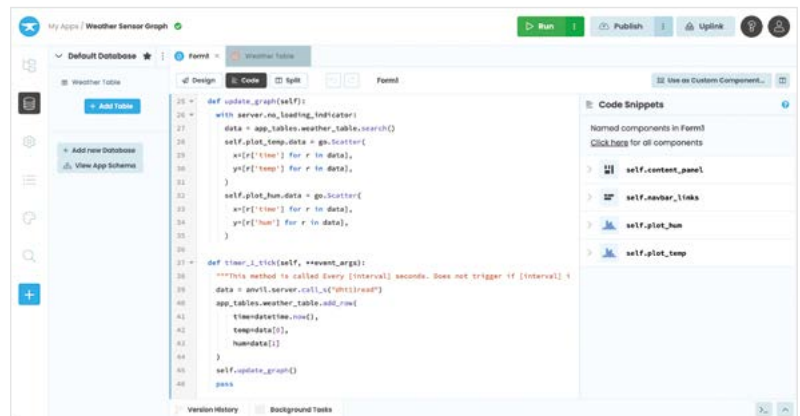 My Apps / Weather Sensor Graph
Run
Publish
Uplink
Default Database
Form1
Weather Table
Weather Table
+ Add Table
+ Add new Database
View App Schema
Design
Code
Split
Form1
Use as Custom Component...
25 def update_graph(self):
26 with server.no_loading_indicator:
27 data = app_tables.weather_table.search()
28 self.plot_temp.data = go.Scatter(
29 x=[r['time'] for r in data],
30 y=[r['temp'] for r in data],
31 )
32 self.plot_hum.data = go.Scatter(
33 x=[r['time'] for r in data],
34 y=[r['hum'] for r in data],
35 )
36
37 def timer_1_tick(self, **event_args):
38 """This method is called Every [interval] seconds. Does not trigger if [interval] i
39 data = anvil.server.call_s("dht11read")
40 app_tables.weather_table.add_row(
41 time=datetime.now(),
42 temp=data[0],
43 hum=data[1]
44 )
45 self.update_graph()
46 pass
Code Snippets
Named components in Form1
Click here for all components
self.content_panel
self.navbar_links
self.plot_hum
self.plot_temp
Version History
Background Tasks